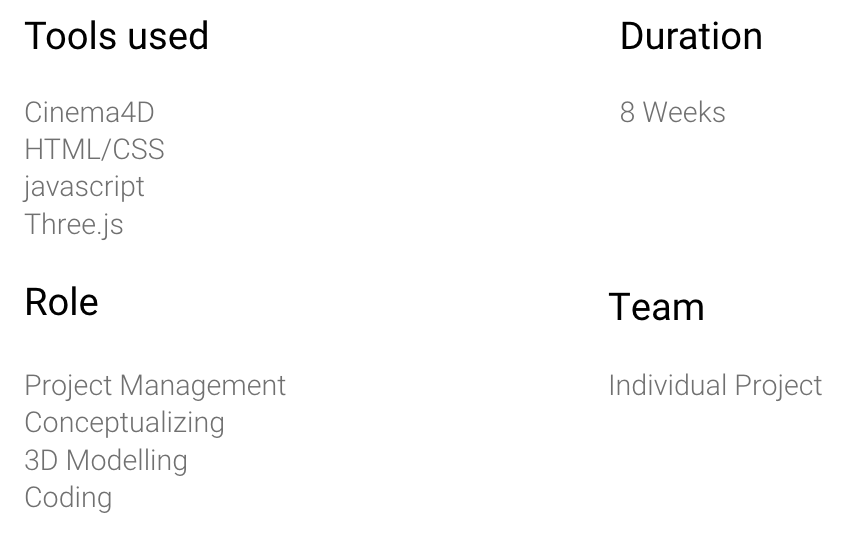 Tools used
Cinema4D
HTML/CSS
javascript
Three.js
Duration
8 Weeks
Role
Project Management
Conceptualizing
3D Modelling
Coding
Team
Individual Project